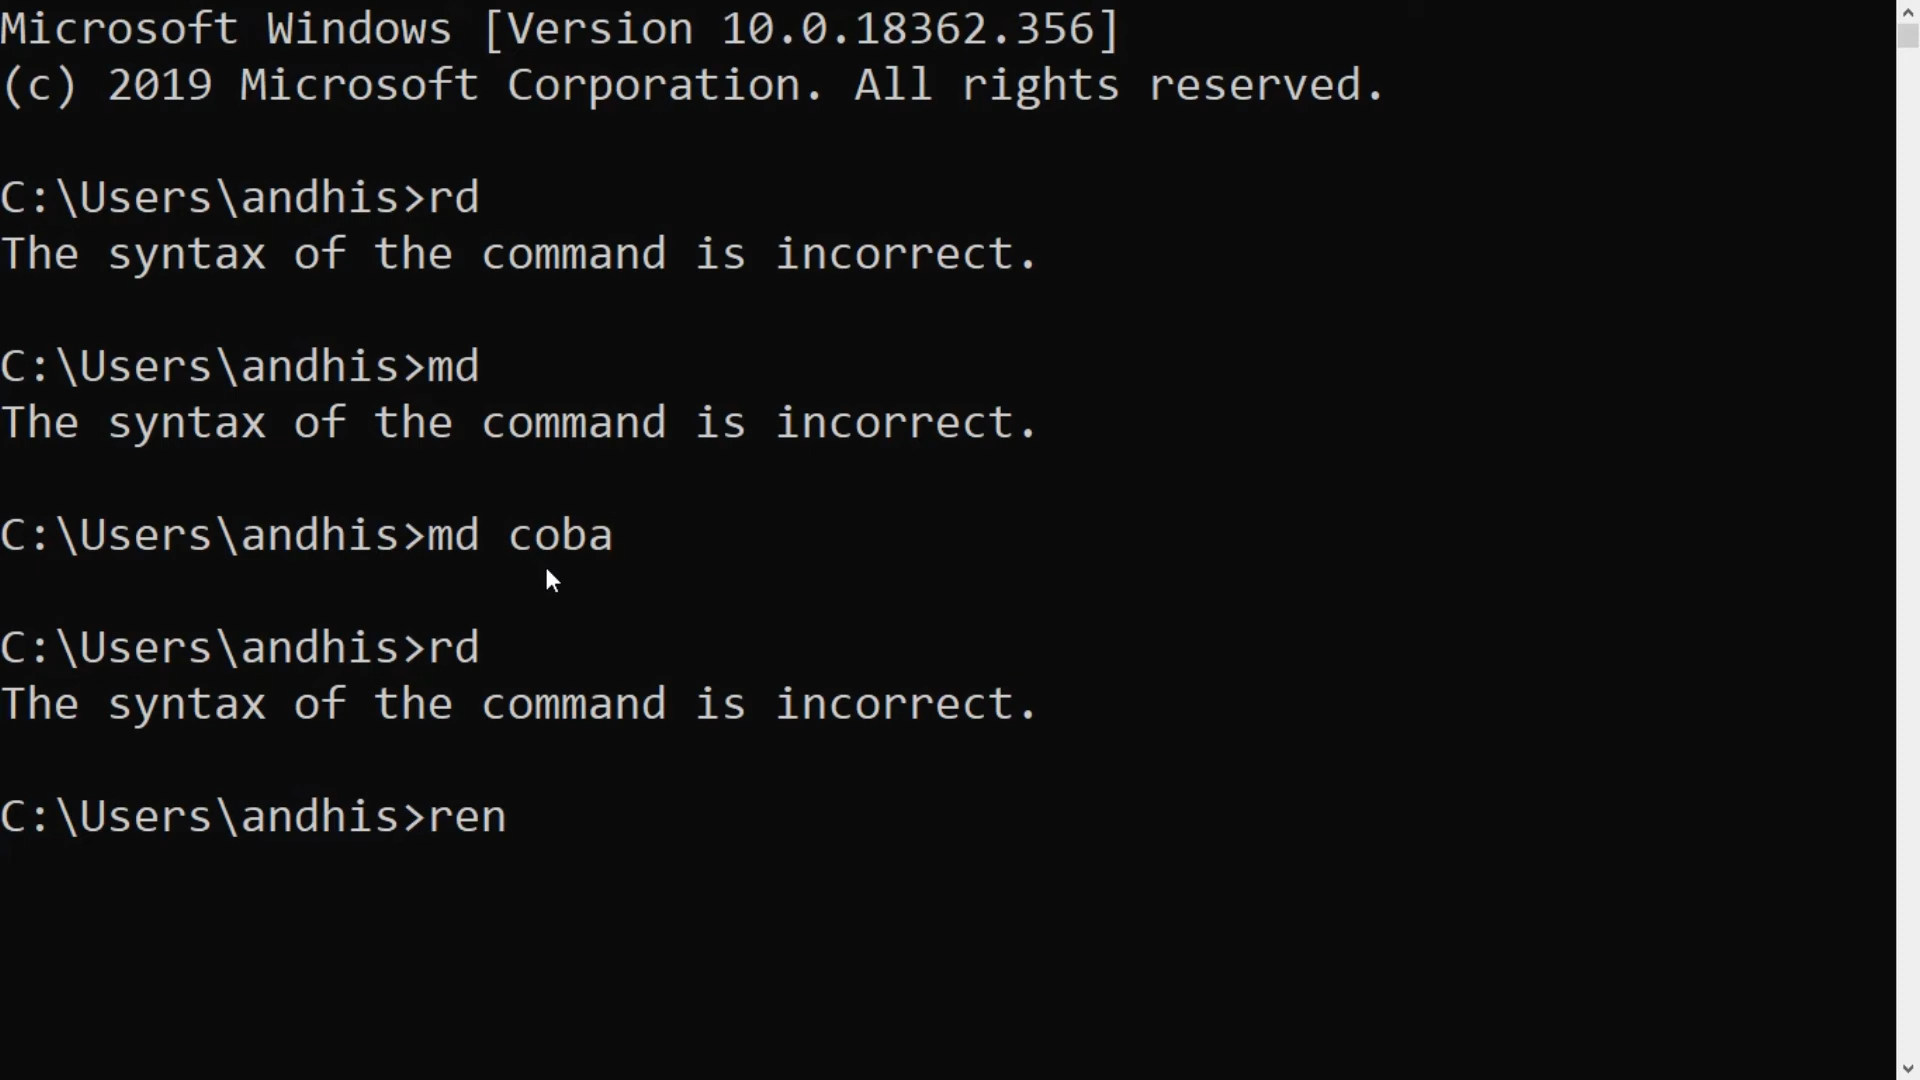 Microsoft Windows [Version 10.0.18362.356]
(c) 2019 Microsoft Corporation. All rights reserved.
C:\Users\andhis>rd
The syntax of the command is incorrect.
C:\Users\andhis>md
The syntax of the command is incorrect.
C:\Users\andhis>md coba
C:\Users\andhis>rd
The syntax of the command is incorrect.
C:\Users\andhis>ren